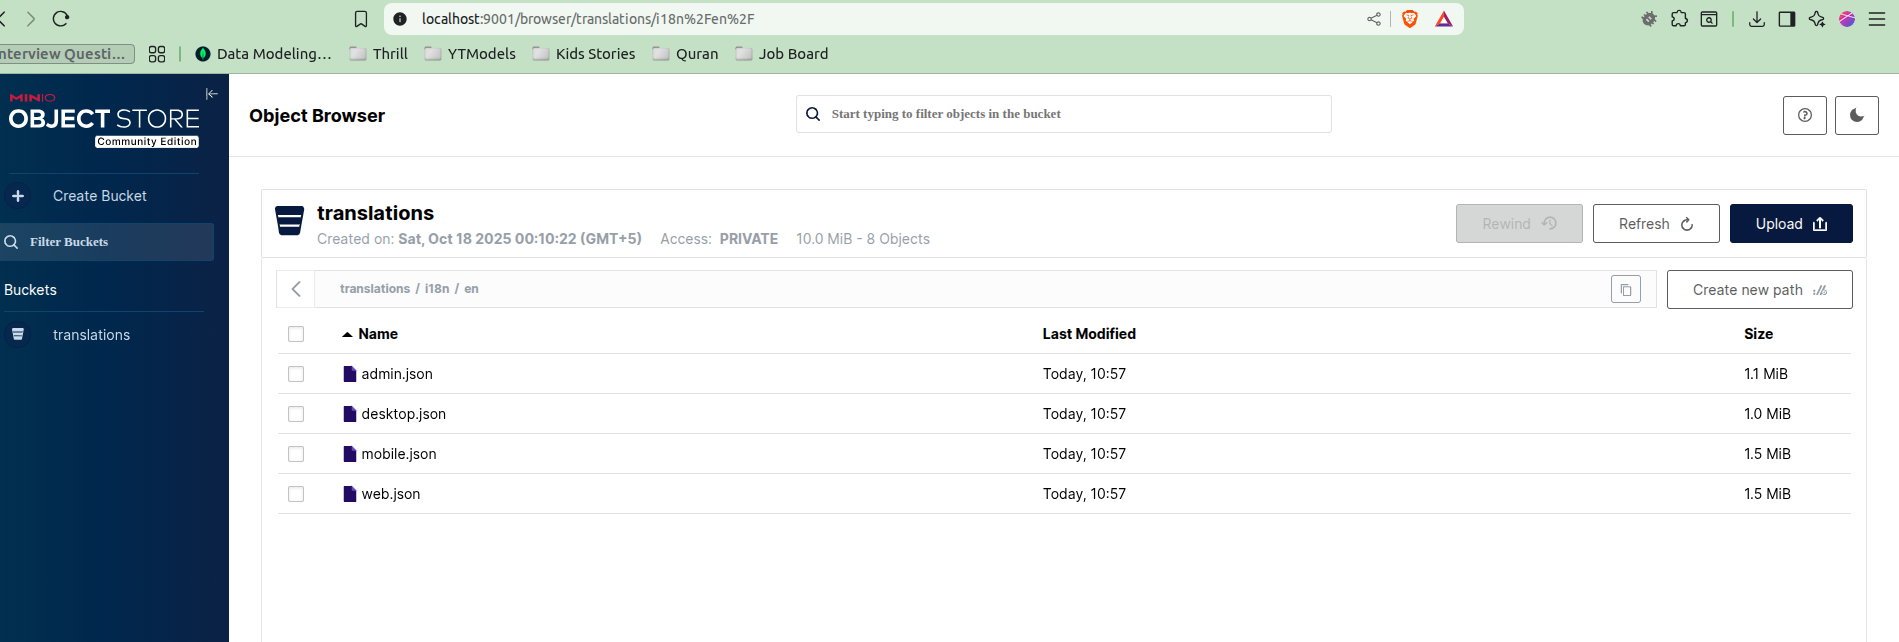 localhost:9001/browser/translations/i18n%2Fen%2F
nterview Questi... Data Modeling... Thrill YTModels Kids Stories Quran Job Board
MINIO
OBJECT STORE
Community Edition
Create Bucket
Filter Buckets
Buckets
translations
Object Browser
Start typing to filter objects in the bucket
translations
Created on: Sat, Oct 18 2025 00:10:22 (GMT+5) Access: PRIVATE 10.0 MiB - 8 Objects
Rewind Refresh Upload
translations / i18n / en
Create new path
Name Last Modified Size
admin.json Today, 10:57 1.1 MiB
desktop.json Today, 10:57 1.0 MiB
mobile.json Today, 10:57 1.5 MiB
web.json Today, 10:57 1.5 MiB